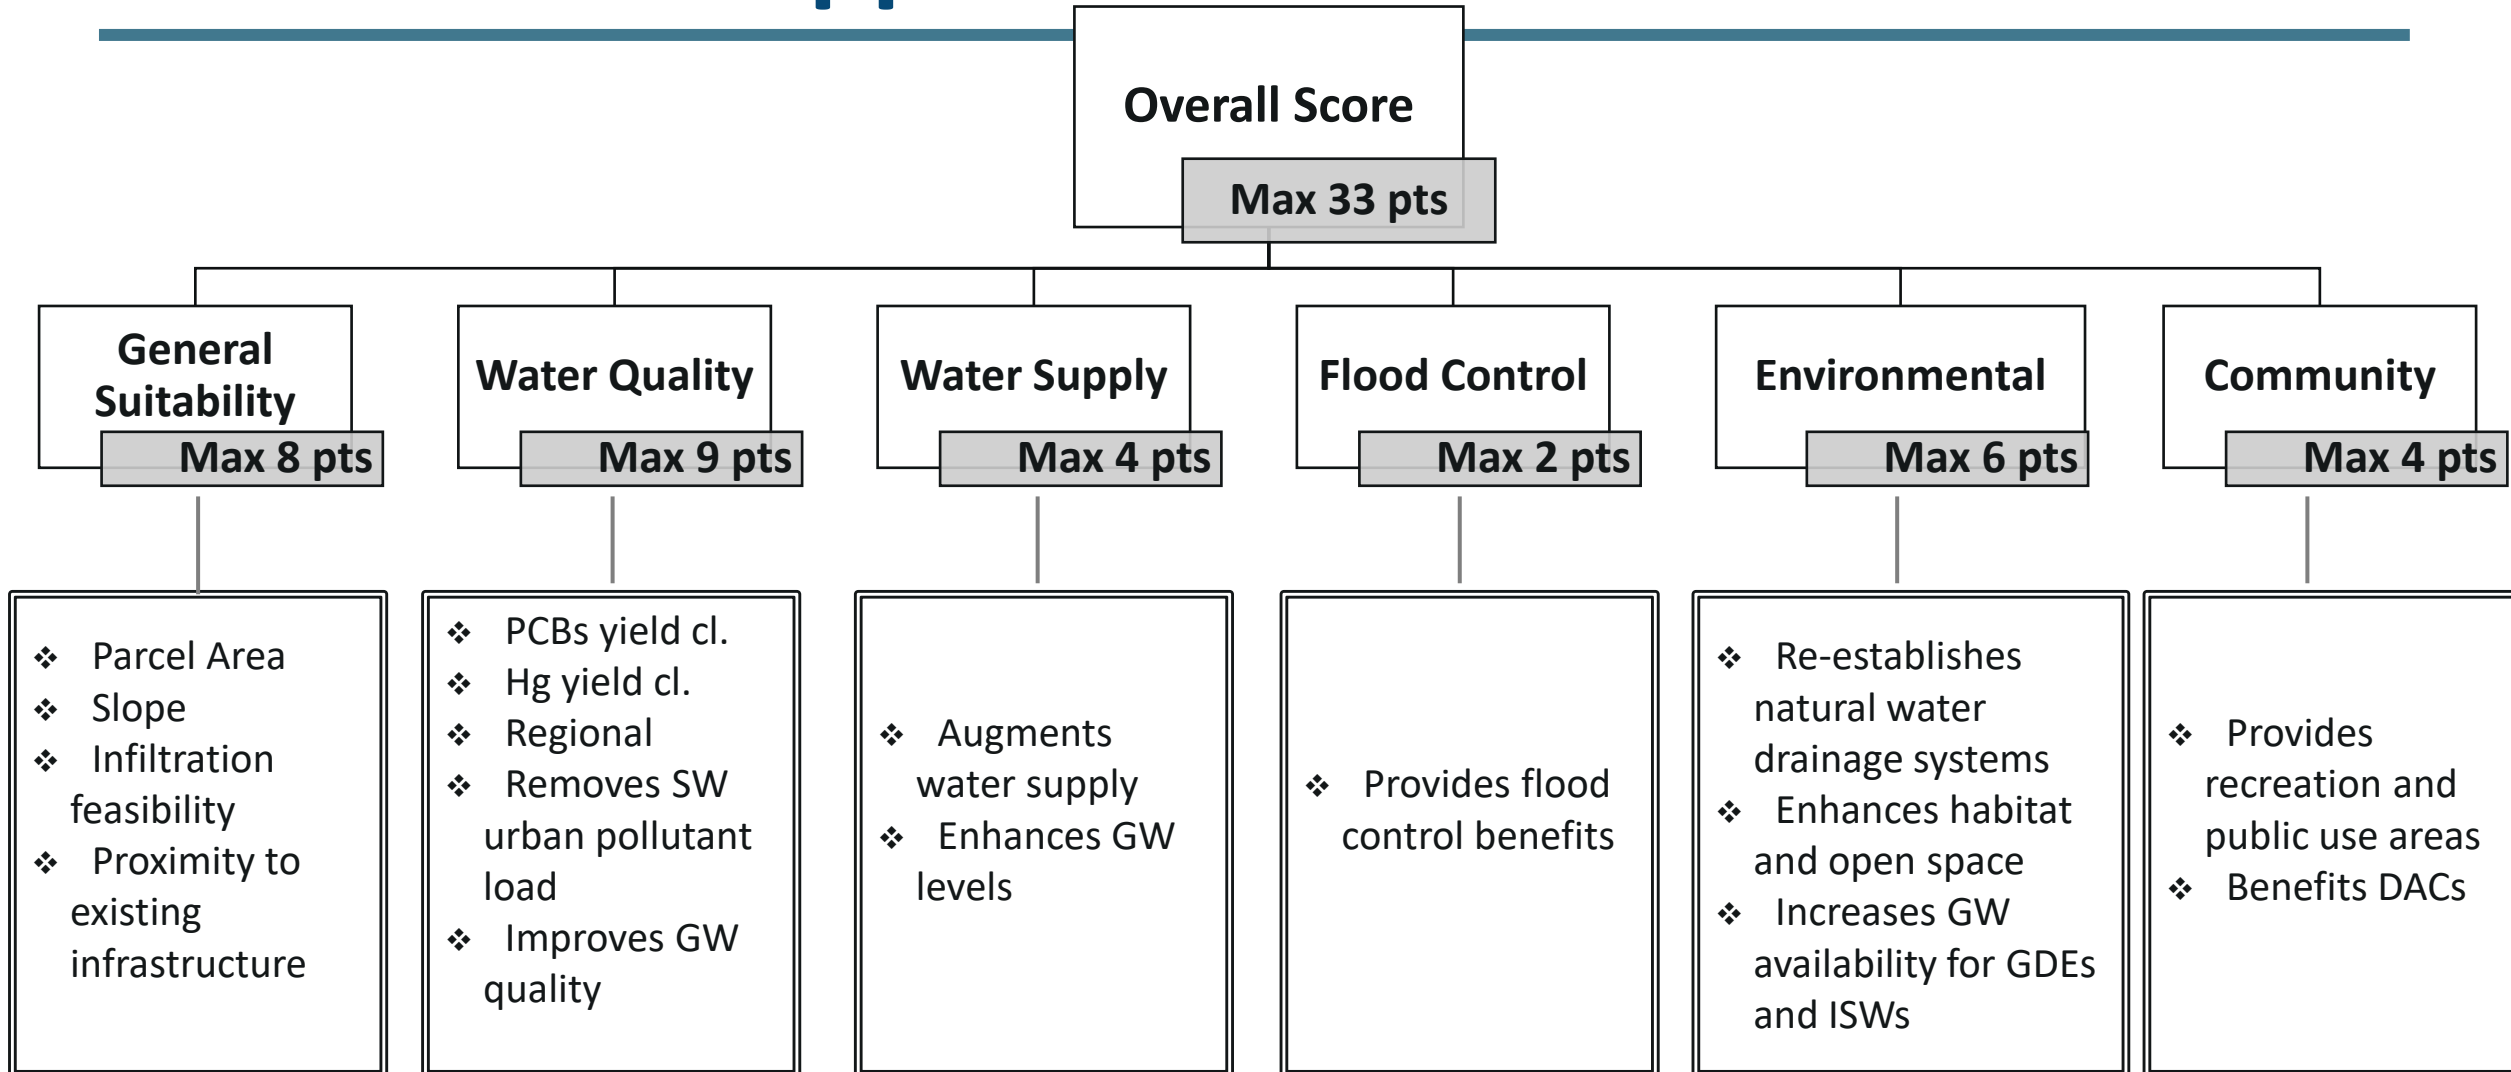 Overall Score
Max 33 pts
General
Suitability
Max 8 pts
Water Quality
Max 9 pts
Water Supply
Max 4 pts
Flood Control
Max 2 pts
Environmental
Max 6 pts
Community
Max 4 pts
❖ Parcel Area
❖ Slope
❖ Infiltration
feasibility
❖ Proximity to
existing
infrastructure
❖ PCBs yield cl.
❖ Hg yield cl.
❖ Regional
❖ Removes SW
urban pollutant
load
❖ Improves GW
quality
❖ Augments
water supply
❖ Enhances GW
levels
❖ Provides flood
control benefits
❖ Re-establishes
natural water
drainage systems
❖ Enhances habitat
and open space
❖ Increases GW
availability for GDEs
and ISWs
❖ Provides
recreation and
public use areas
❖ Benefits DACs